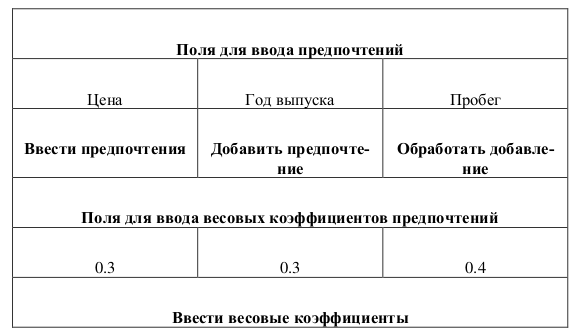 Поля для ввода предпочтений
Цена Год выпуска Пробег
Ввести предпочтения Добавить предпочте- Обработать добавле-
ние ние
Поля для ввода весовых коэффициентов предпочтений
0.3 0.3 0.4
Ввести весовые коэффициенты